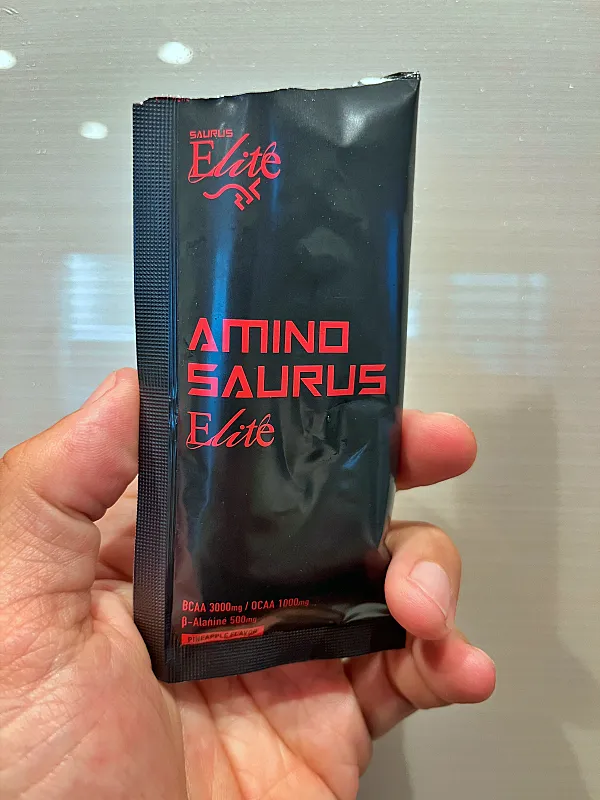 SAURUS
Elite
AMINO
SAURUS
Elite
BCAA 3000mg / OCAA 1000mg
β-Alanine 500mg
PINEAPPLE FLAVOR